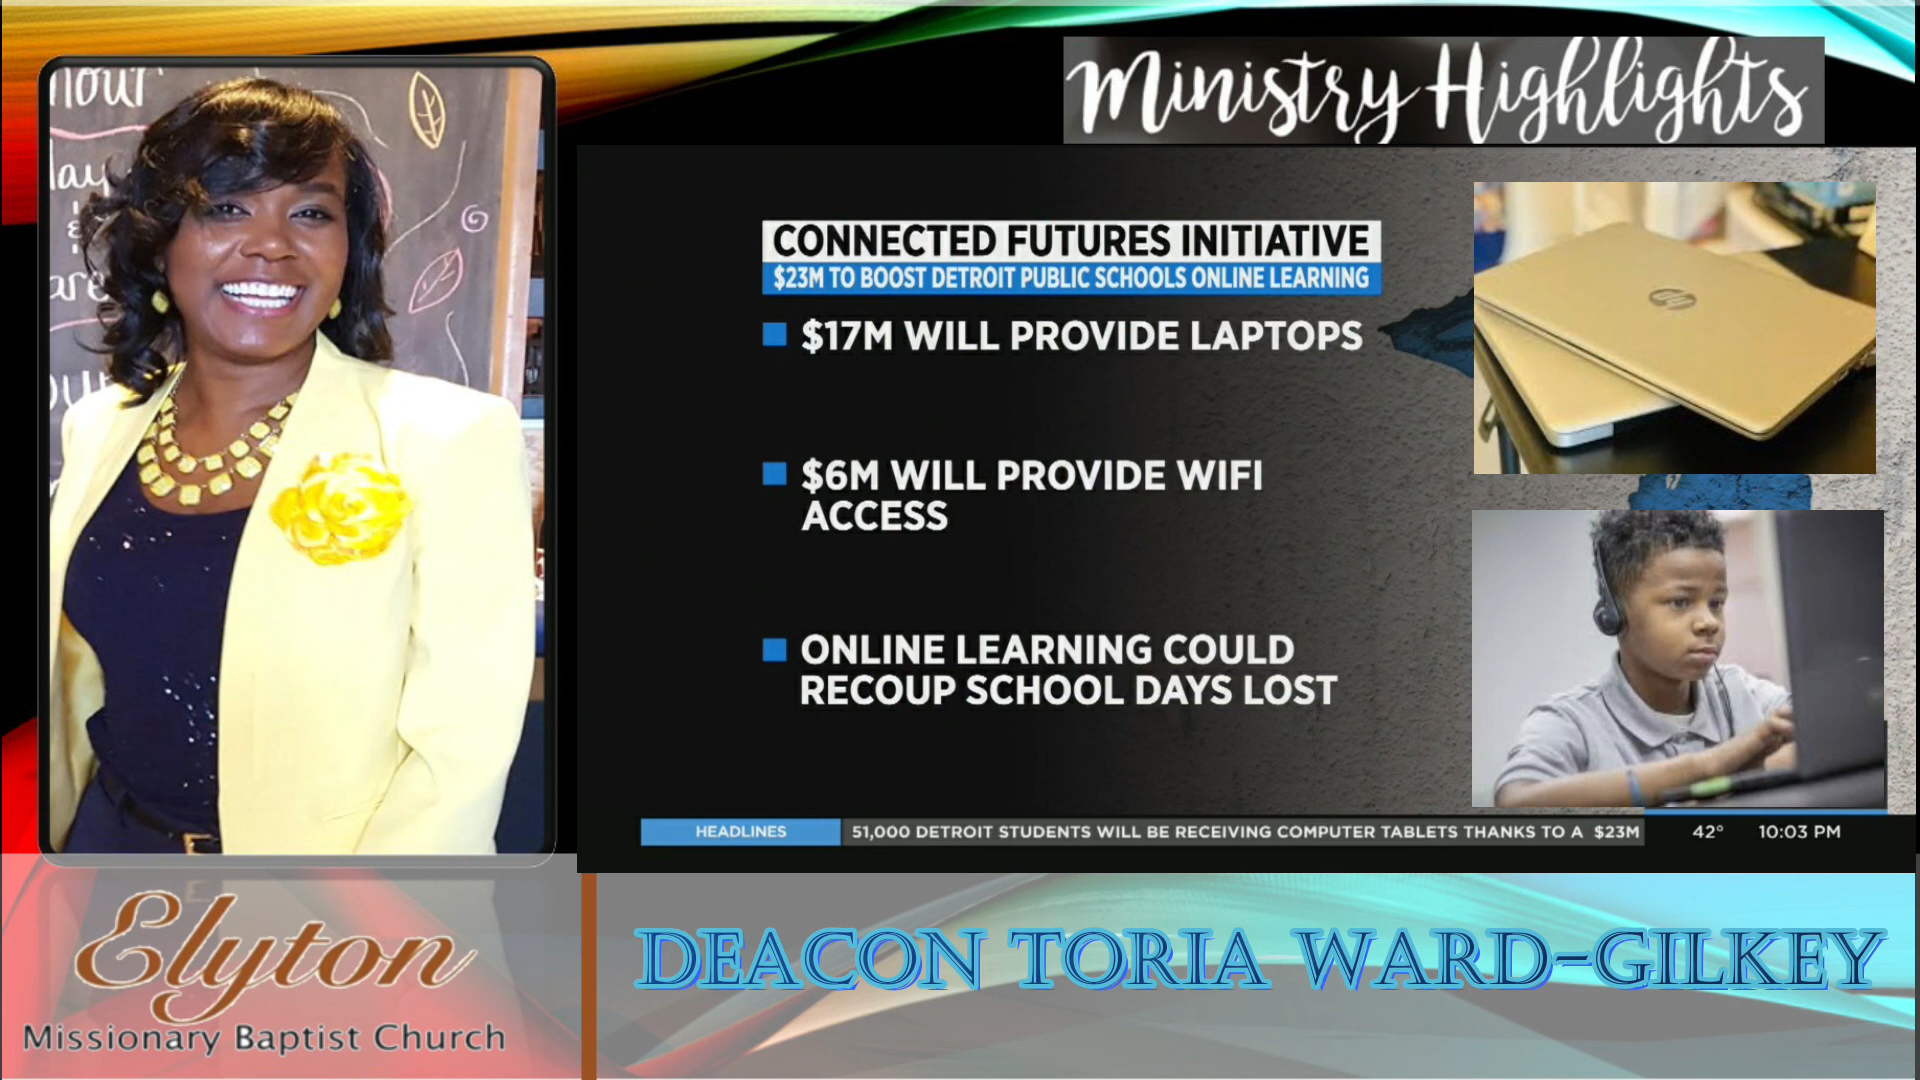 Ministry Highlights
CONNECTED FUTURES INITIATIVE
$23M TO BOOST DETROIT PUBLIC SCHOOLS ONLINE LEARNING
$17M WILL PROVIDE LAPTOPS
$6M WILL PROVIDE WIFI
ACCESS
ONLINE LEARNING COULD
RECOUP SCHOOL DAYS LOST
hp
HEADLINES
51,000 DETROIT STUDENTS WILL BE RECEIVING COMPUTER TABLETS THANKS TO A $23M
42° 10:03 PM
Elyton
Missionary Baptist Church
DEACON TORIA WARD-GILKEY